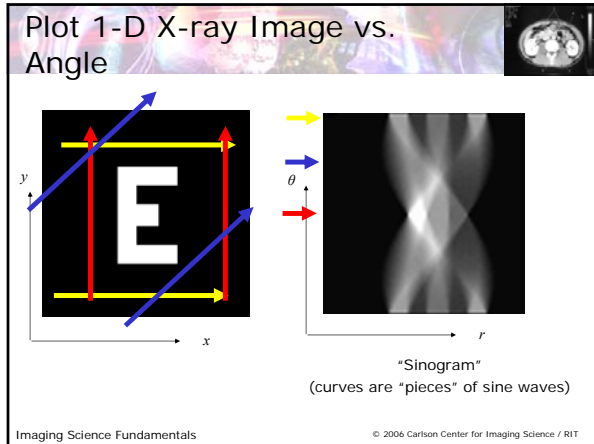 Plot 1-D X-ray Image vs.
Angle
y
E
x
θ
r
"Sinogram"
(curves are "pieces" of sine waves)
Imaging Science Fundamentals
© 2006 Carlson Center for Imaging Science / RIT